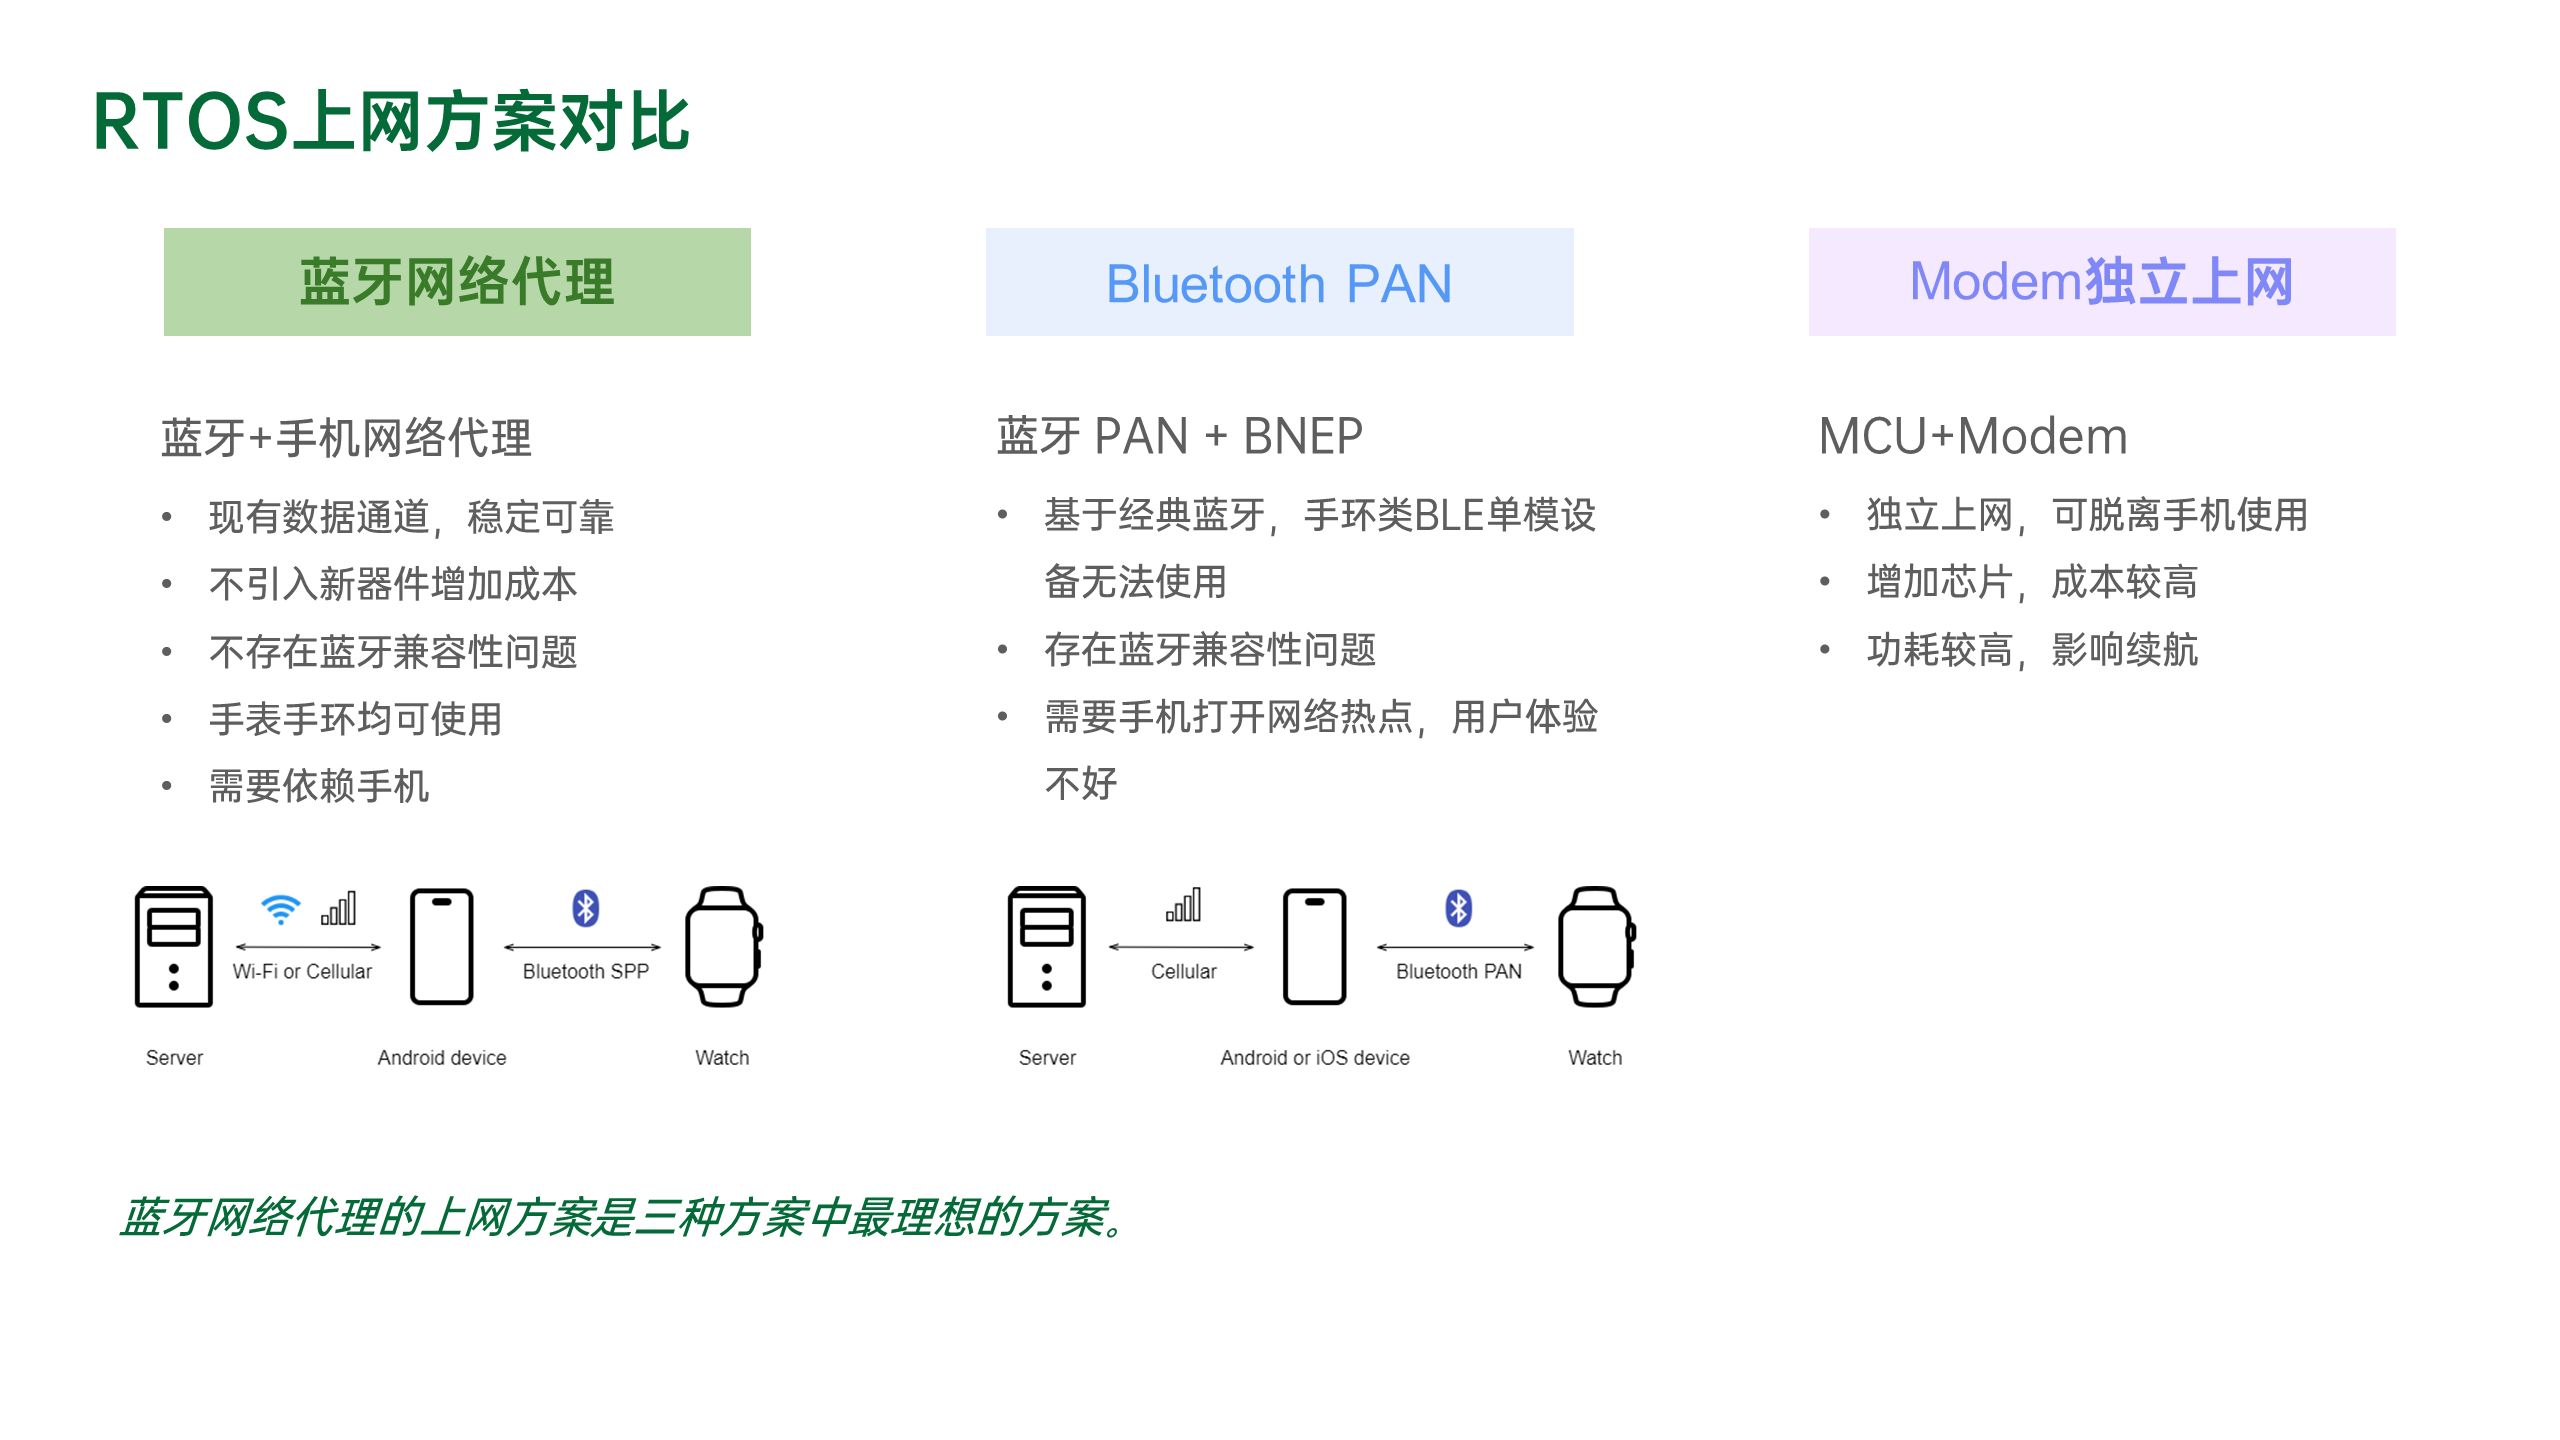 RTOS上网方案对比
蓝牙网络代理
蓝牙+手机网络代理
• 现有数据通道，稳定可靠
• 不引入新器件增加成本
• 不存在蓝牙兼容性问题
• 手表手环均可使用
• 需要依赖手机
Wi-Fi or Cellular
Bluetooth SPP
Server
Android device
Watch
Bluetooth PAN
蓝牙 PAN + BNEP
• 基于经典蓝牙，手环类BLE单模设
备无法使用
• 存在蓝牙兼容性问题
• 需要手机打开网络热点，用户体验
不好
Cellular
Bluetooth PAN
Server
Android or iOS device
Watch
Modem独立上网
MCU+Modem
• 独立上网，可脱离手机使用
• 增加芯片，成本较高
• 功耗较高，影响续航
蓝牙网络代理的上网方案是三种方案中最理想的方案。